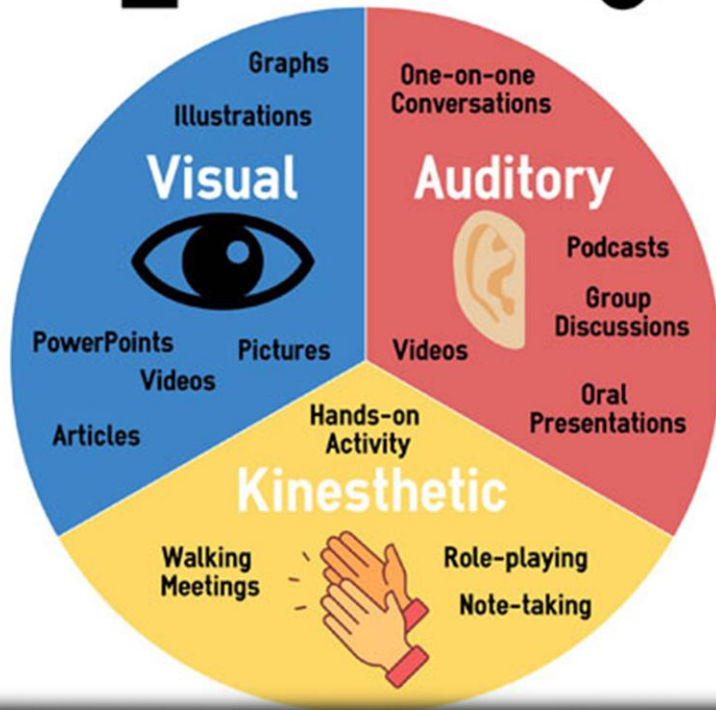 Graphs
Illustrations
Visual
PowerPoints
Pictures
Videos
Articles
One-on-one
Conversations
Auditory
Podcasts
Group
Discussions
Videos
Oral
Presentations
Hands-on
Activity
Kinesthetic
Walking
Meetings
Role-playing
Note-taking